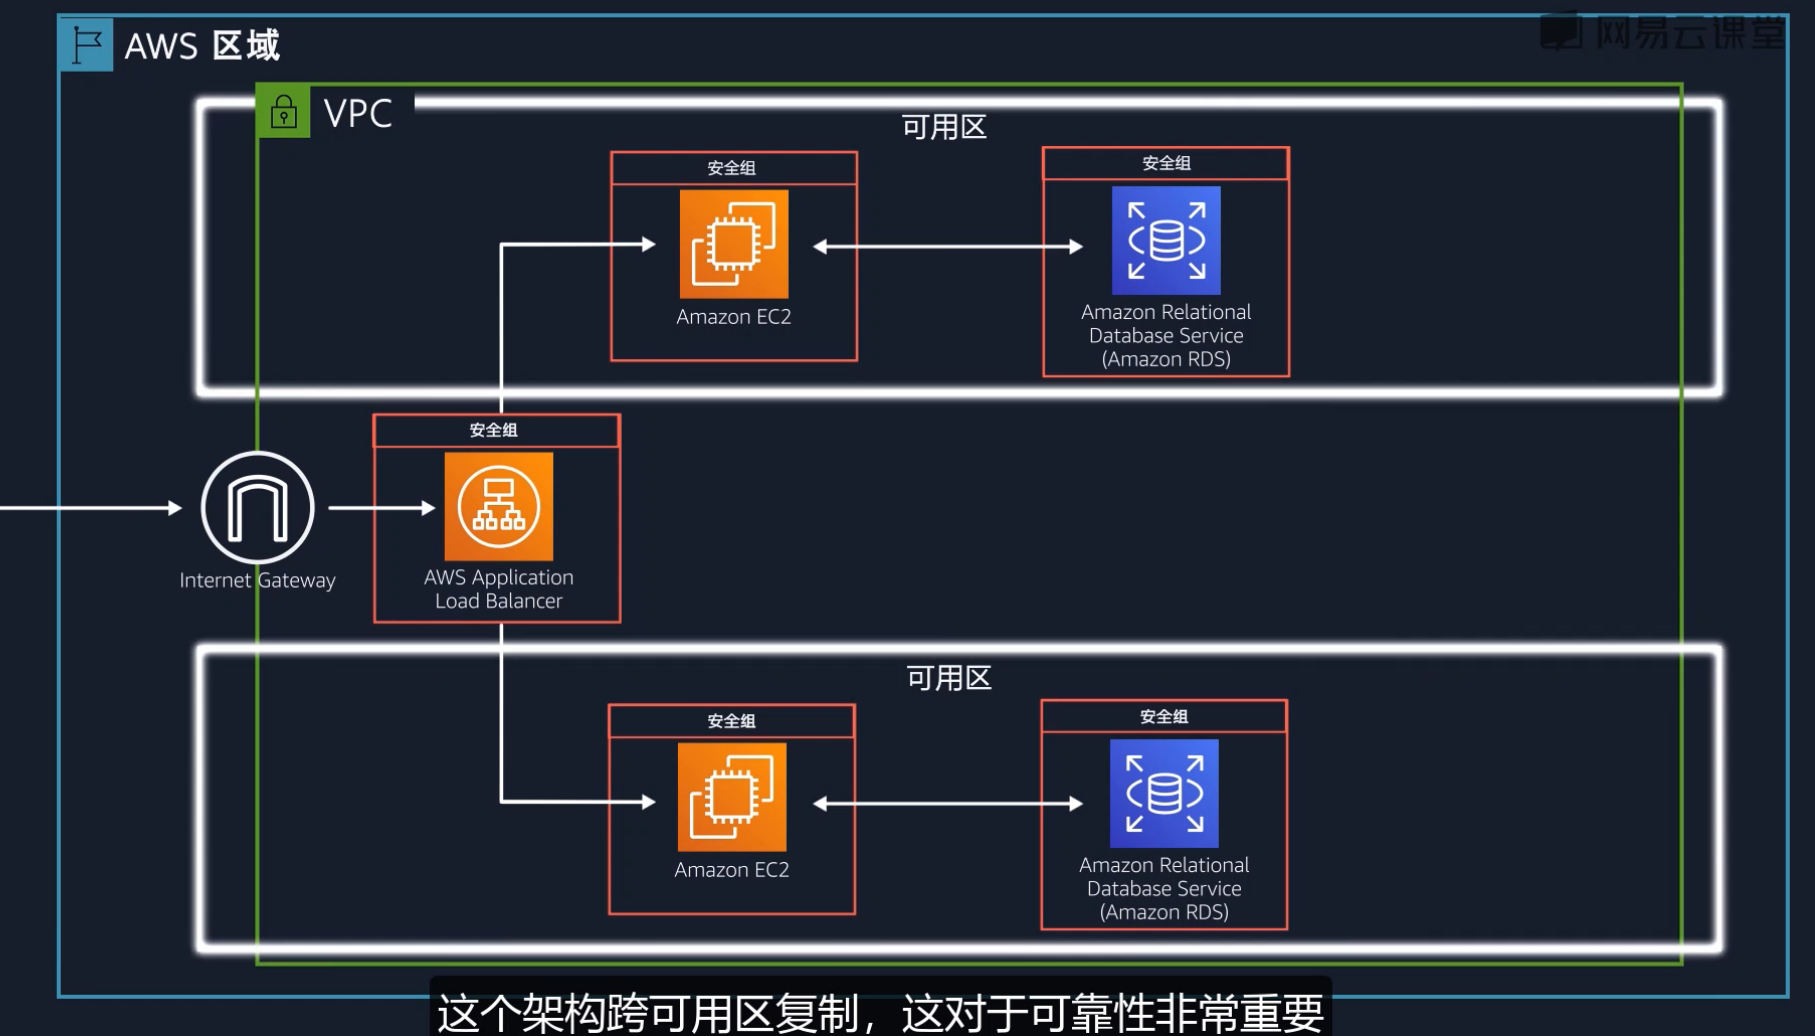 AWS 区域
网易云课堂
VPC
可用区
安全组
安全组
Amazon EC2
Amazon Relational
Database Service
(Amazon RDS)
安全组
AWS Application
Load Balancer
Internet Gateway
可用区
安全组
安全组
Amazon EC2
Amazon Relational
Database Service
(Amazon RDS)
这个架构跨可用区复制，这对于可靠性非常重要